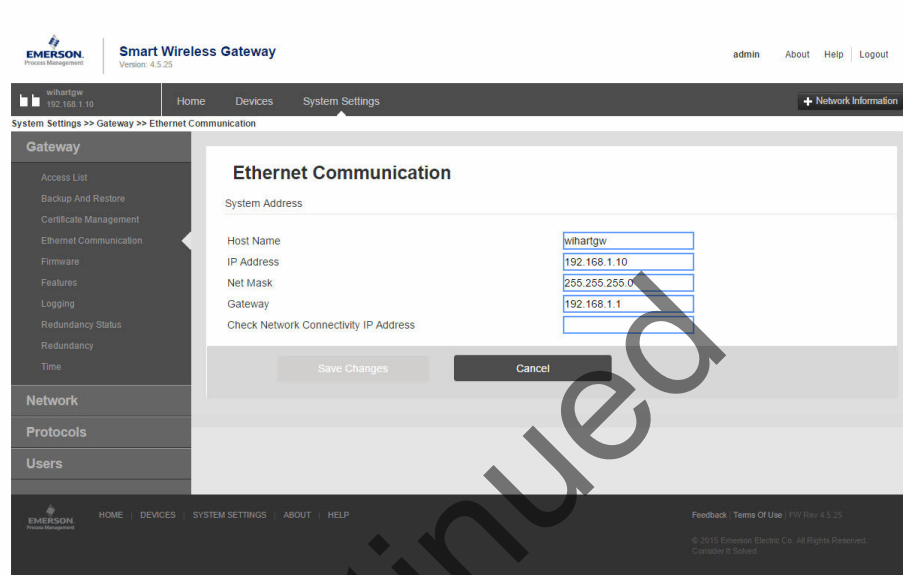 EMERSON.
Process Management
Smart Wireless Gateway
Version: 4.5.25
admin About Help Logout
wihartgw
192.168.1.10
Home Devices System Settings
+ Network Information
System Settings >> Gateway >> Ethernet Communication
Gateway
Access List
Backup And Restore
Certificate Management
Ethernet Communication
Firmware
Features
Logging
Redundancy Status
Redundancy
Time
Network
Protocols
Users
Ethernet Communication
System Address
Host Name wihartgw
IP Address 192.168.1.10
Net Mask 255.255.255.0
Gateway 192.168.1.1
Check Network Connectivity IP Address
Save Changes Cancel
tinued
EMERSON.
Process Management
HOME | DEVICES | SYSTEM SETTINGS | ABOUT | HELP
Feedback | Terms Of Use | FW Rev 4.5.25
© 2015 Emerson Electric Co. All Rights Reserved.
Consider It Solved.